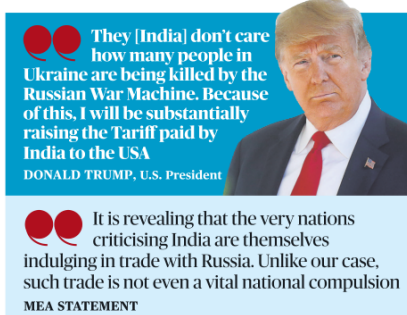 They [India] don't care
how many people in
Ukraine are being killed by the
Russian War Machine. Because
of this, I will be substantially
raising the Tariff paid by
India to the USA
DONALD TRUMP, U.S. President
It is revealing that the very nations
criticising India are themselves
indulging in trade with Russia. Unlike our case,
such trade is not even a vital national compulsion
MEA STATEMENT